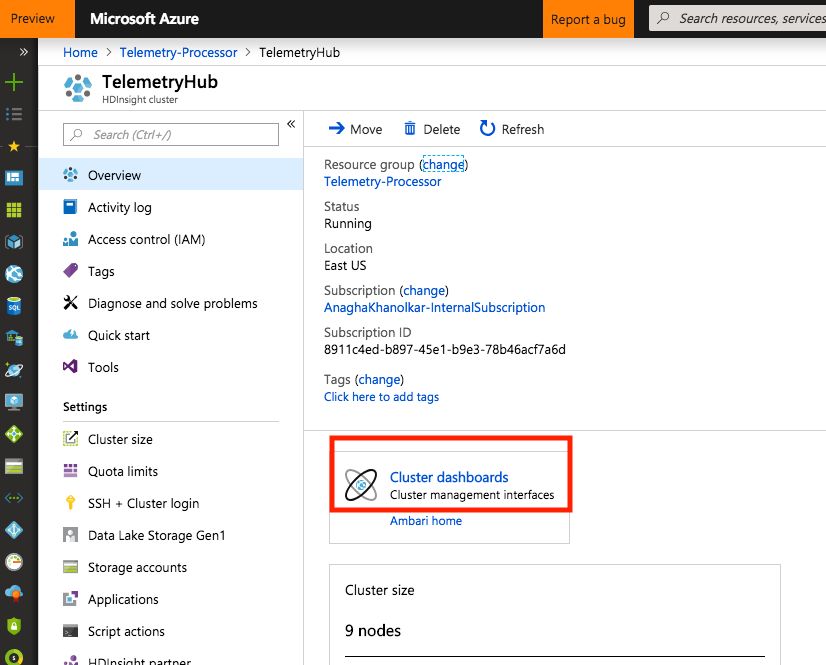 Preview
Microsoft Azure
Report a bug
Search resources, services
Home > Telemetry-Processor > TelemetryHub
TelemetryHub
HDInsight cluster
Search (Ctrl+/)
Overview
Activity log
Access control (IAM)
Tags
Diagnose and solve problems
Quick start
Tools
Settings
Cluster size
Quota limits
SSH + Cluster login
Data Lake Storage Gen1
Storage accounts
Applications
Script actions
HDInsight partner
Move
Delete
Refresh
Resource group (change)
Telemetry-Processor
Status
Running
Location
East US
Subscription (change)
AnaghaKhanolkar-InternalSubscription
Subscription ID
8911c4ed-b897-45e1-b9e3-78b46acf7a6d
Tags (change)
Click here to add tags
Cluster dashboards
Cluster management interfaces
Ambari home
Cluster size
9 nodes
SQL